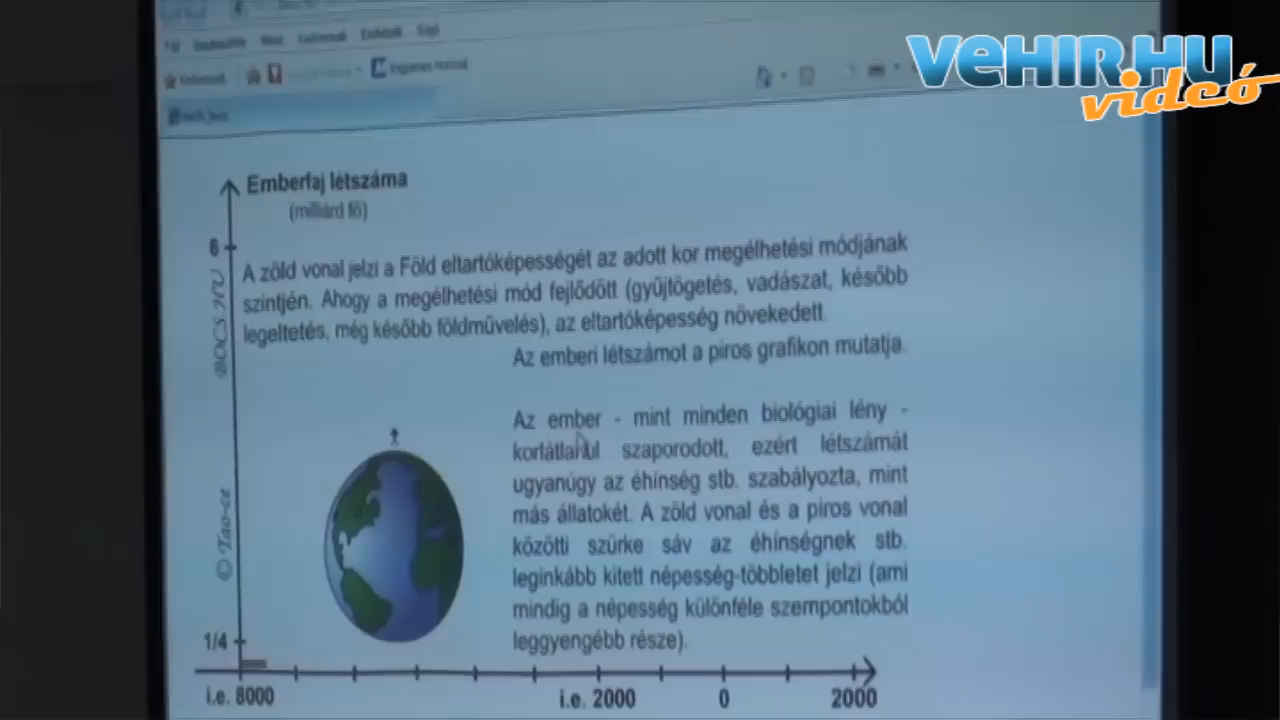 VEHIR.HU
videó
Emberfaj létszáma
(milliárd fő)
6
A zöld vonal jelzi a Föld eltartóképességét az adott kor megélhetési módjának
szintjén. Ahogy a megélhetési mód fejlődött (gyűjtögetés, vadászat, később
legeltetés, még később földművelés), az eltartóképesség növekedett.
Az emberi létszámot a piros grafikon mutatja.
BOCS.HU
Az ember - mint minden biológiai lény -
korlátlanul szaporodott, ezért létszámát
ugyanúgy az éhínség stb. szabályozta, mint
más állatokét. A zöld vonal és a piros vonal
közötti szürke sáv az éhínségnek stb.
leginkább kitett népesség-többletet jelzi (ami
mindig a népesség különféle szempontokból
leggyengébb része).
© Tao-ce
1/4
i.e. 8000 i.e. 2000 0 2000